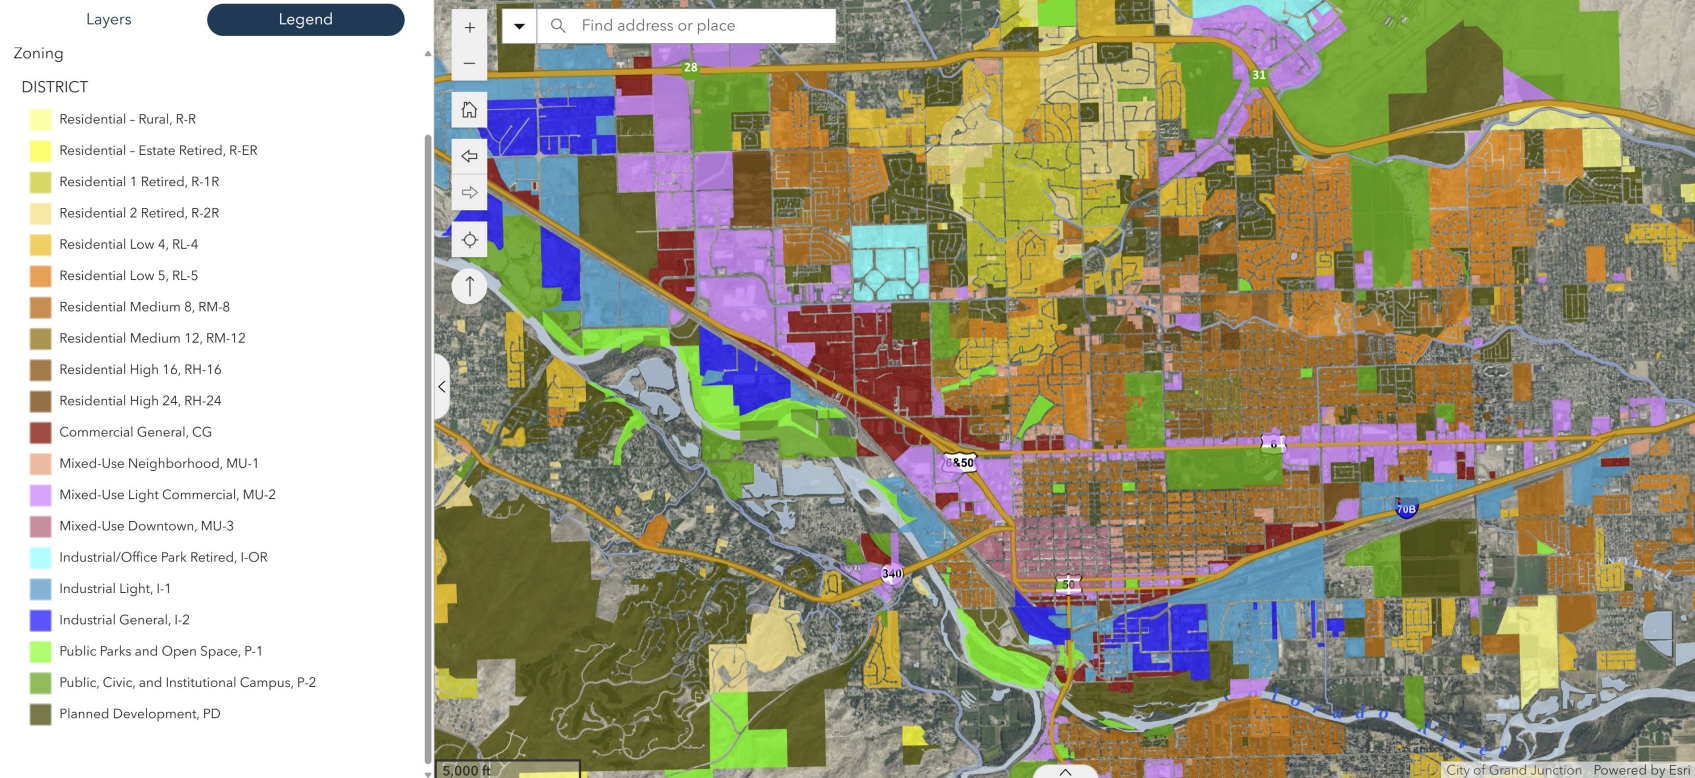 Layers
Legend
Find address or place
Zoning
DISTRICT
Residential – Rural, R-R
Residential – Estate Retired, R-ER
Residential 1 Retired, R-1R
Residential 2 Retired, R-2R
Residential Low 4, RL-4
Residential Low 5, RL-5
Residential Medium 8, RM-8
Residential Medium 12, RM-12
Residential High 16, RH-16
Residential High 24, RH-24
Commercial General, CG
Mixed-Use Neighborhood, MU-1
Mixed-Use Light Commercial, MU-2
Mixed-Use Downtown, MU-3
Industrial/Office Park Retired, I-OR
Industrial Light, I-1
Industrial General, I-2
Public Parks and Open Space, P-1
Public, Civic, and Institutional Campus, P-2
Planned Development, PD
28
31
6
6&50
70B
340
50
Colorado River
5,000 ft
City of Grand Junction
Powered by Esri